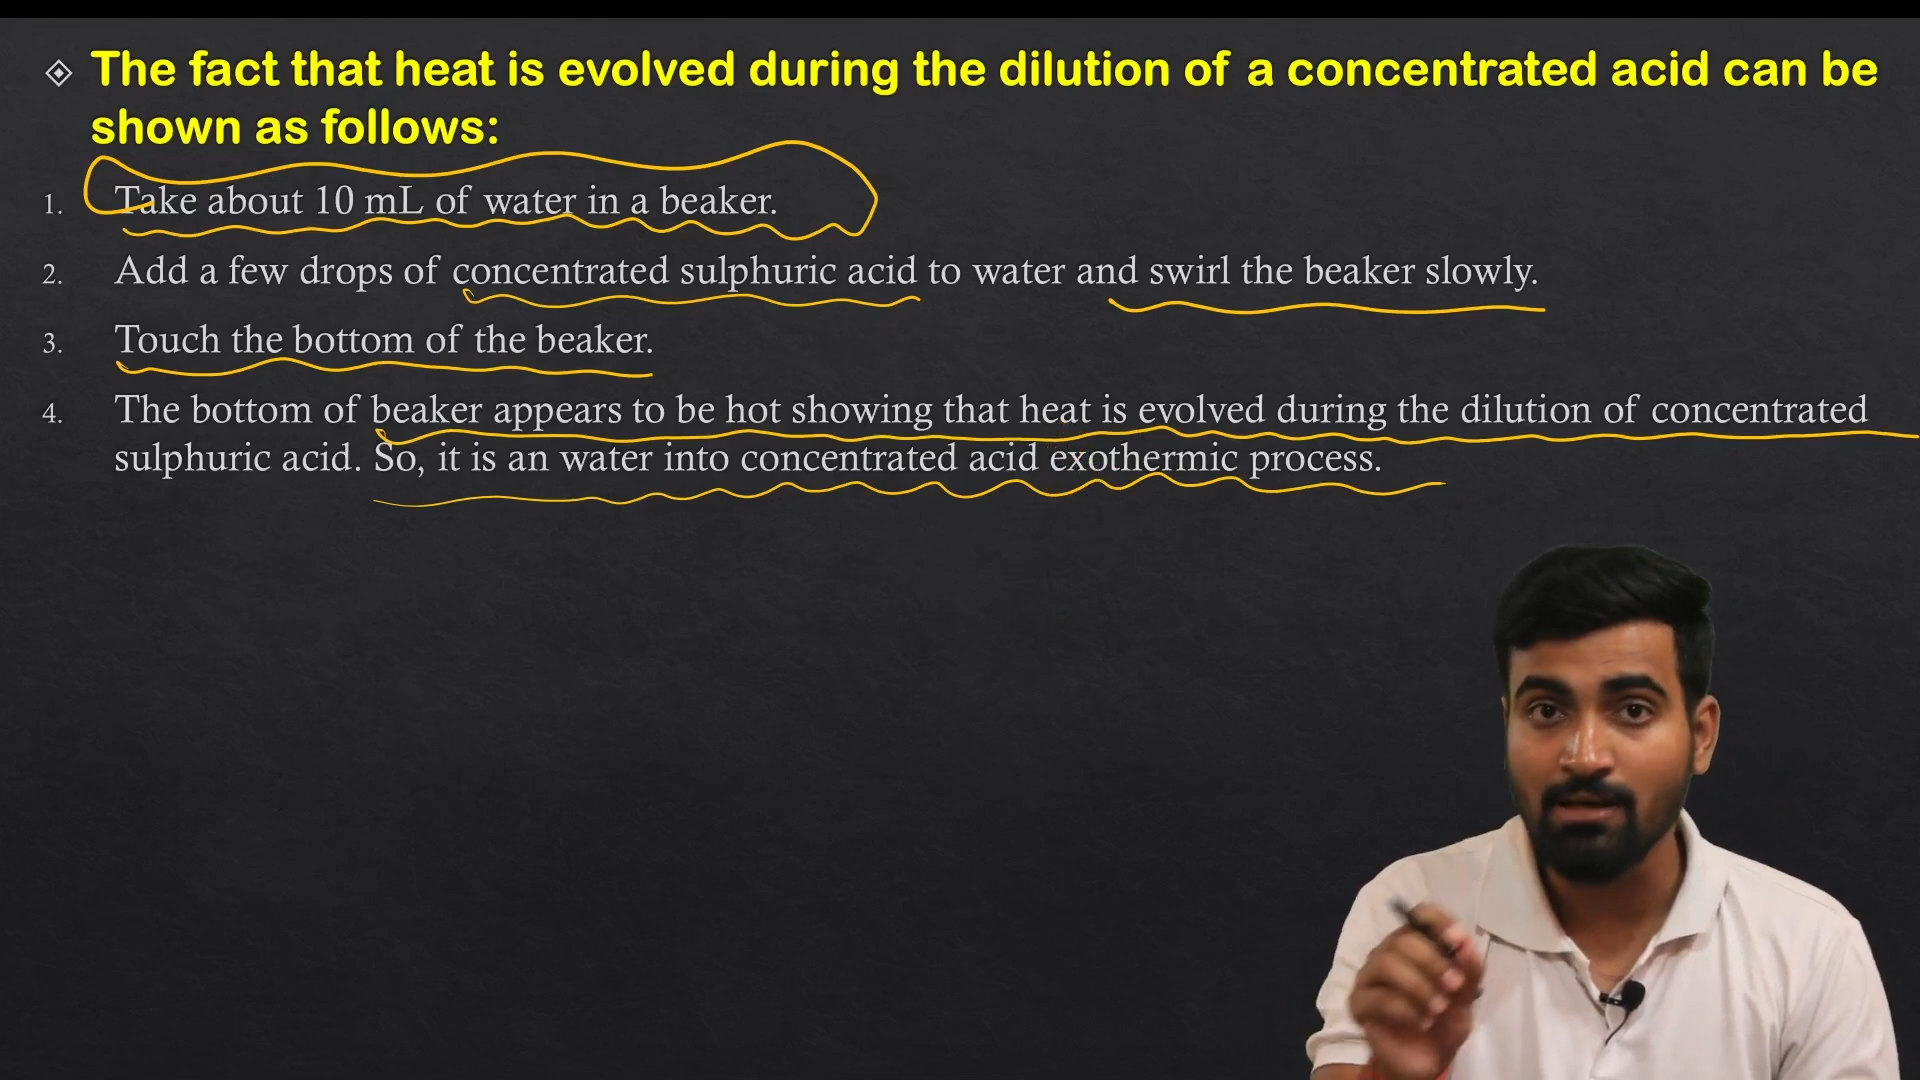 The fact that heat is evolved during the dilution of a concentrated acid can be
shown as follows:
1. Take about 10 mL of water in a beaker.
2. Add a few drops of concentrated sulphuric acid to water and swirl the beaker slowly.
3. Touch the bottom of the beaker.
4. The bottom of beaker appears to be hot showing that heat is evolved during the dilution of concentrated
sulphuric acid. So, it is an water into concentrated acid exothermic process.